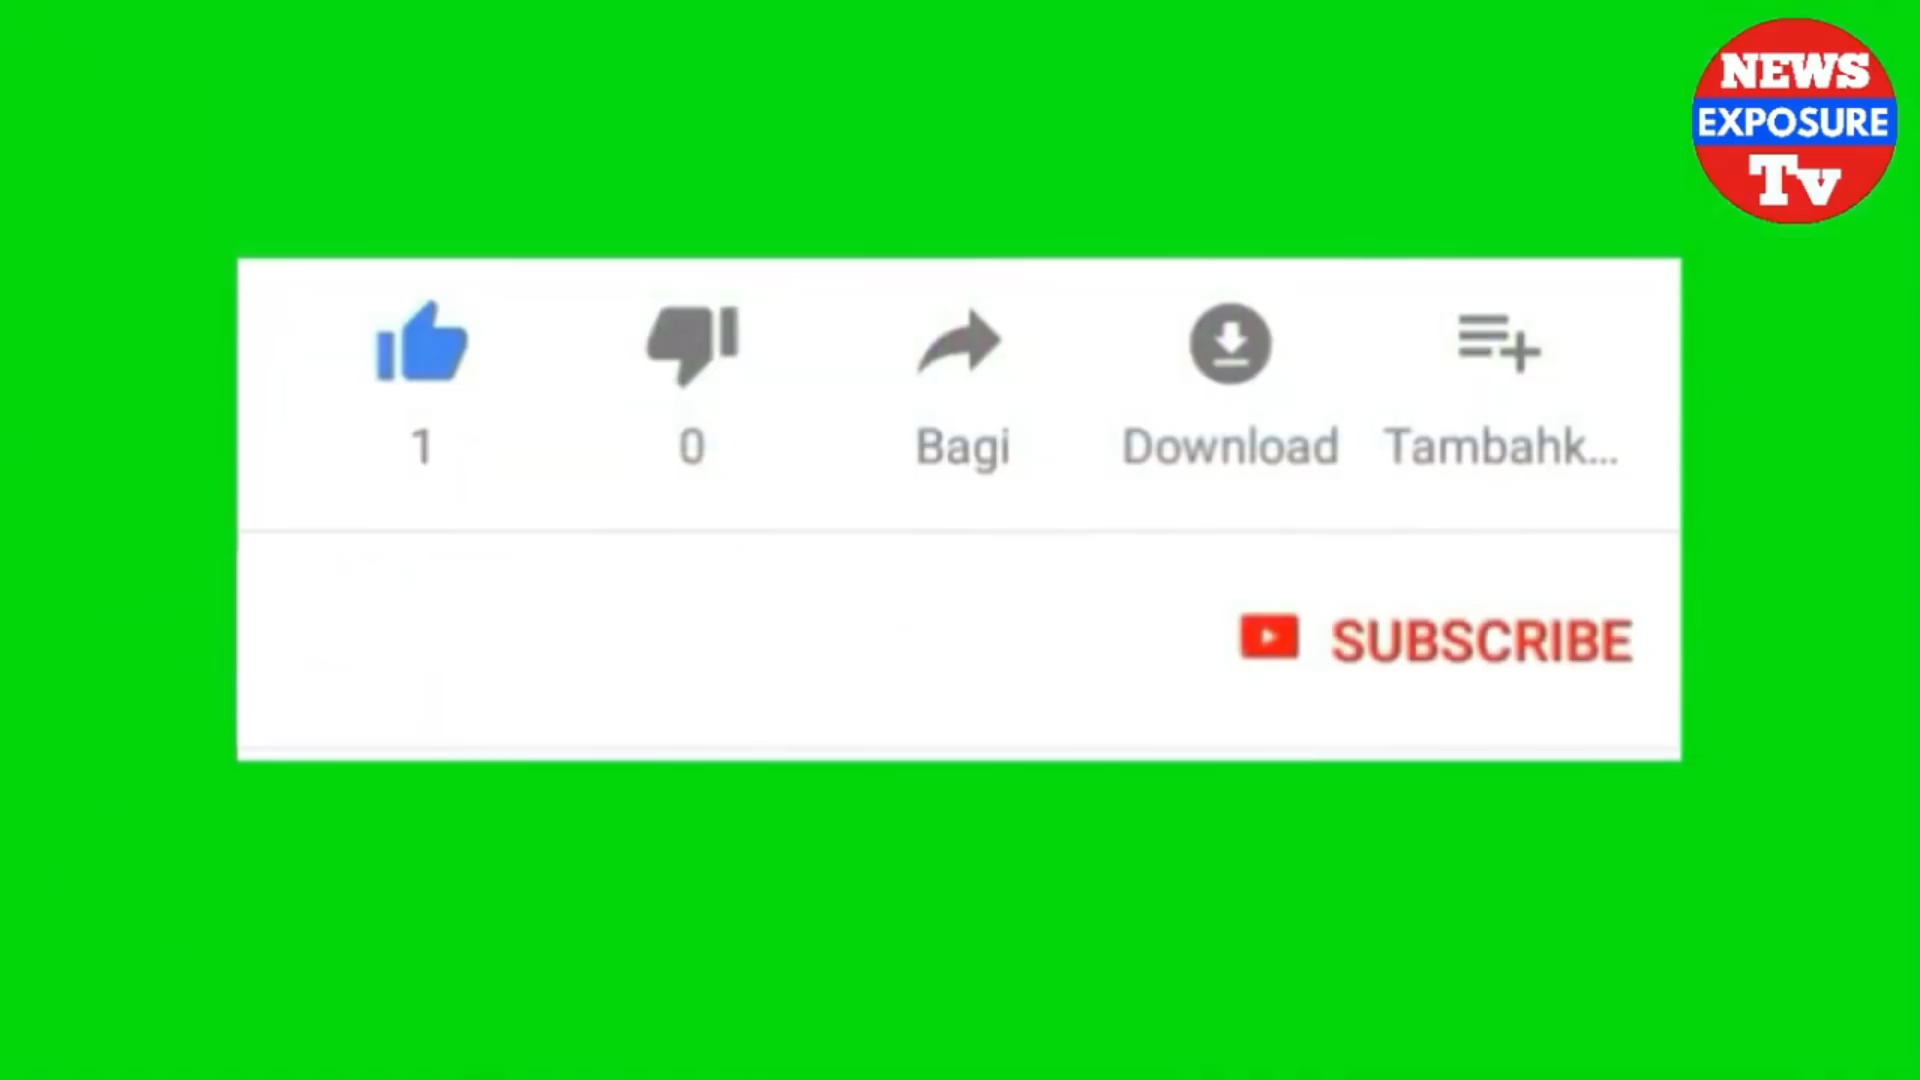 NEWS
EXPOSURE
Tv
1 0 Bagi Download Tambahk...
SUBSCRIBE